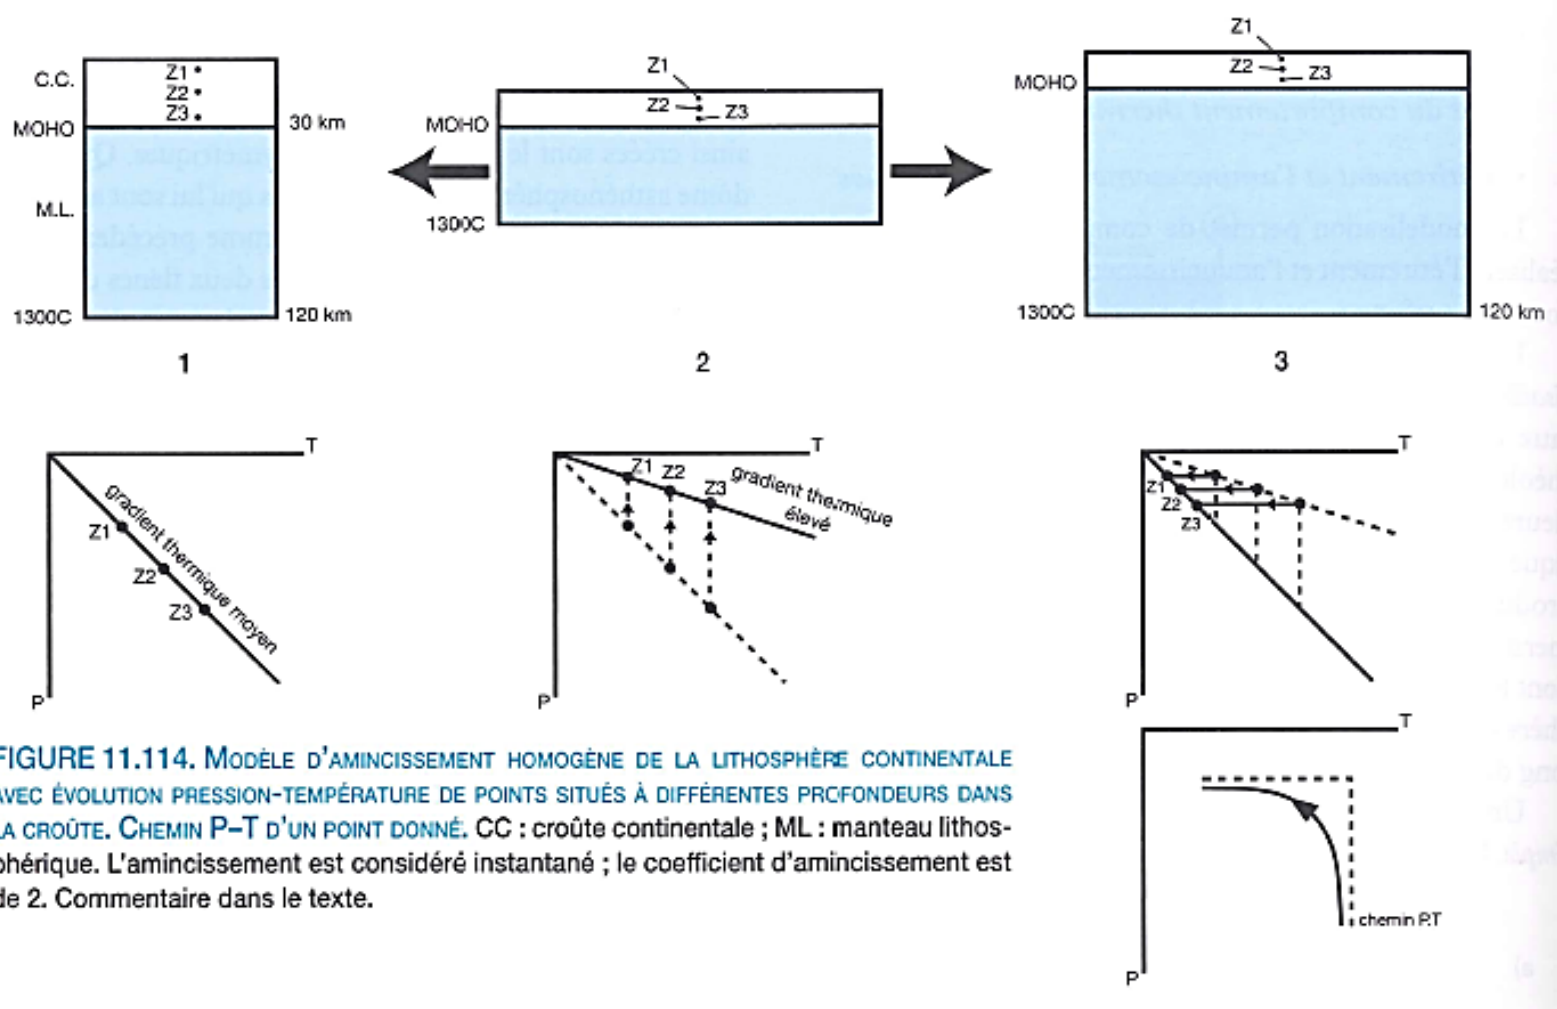 C.C.
MOHO
M.L.
1300C
Z1
Z2
Z3
30 km
120 km
1
MOHO
1300C
Z1
Z2
Z3
2
MOHO
1300C
Z1
Z2
Z3
120 km
3
T
gradient thermique moyen
Z1
Z2
Z3
P
T
Z1
Z2
Z3
gradient thermique
élevé
P
T
Z1
Z2
Z3
P
T
chemin P.T
P
FIGURE 11.114. MODÈLE D'AMINCISSEMENT HOMOGÈNE DE LA LITHOSPHÈRE CONTINENTALE
AVEC ÉVOLUTION PRESSION-TEMPÉRATURE DE POINTS SITUÉS À DIFFÉRENTES PROFONDEURS DANS
LA CROÛTE. CHEMIN P–T D'UN POINT DONNÉ. CC : croûte continentale ; ML : manteau lithos-
phérique. L'amincissement est considéré instantané ; le coefficient d'amincissement est
de 2. Commentaire dans le texte.